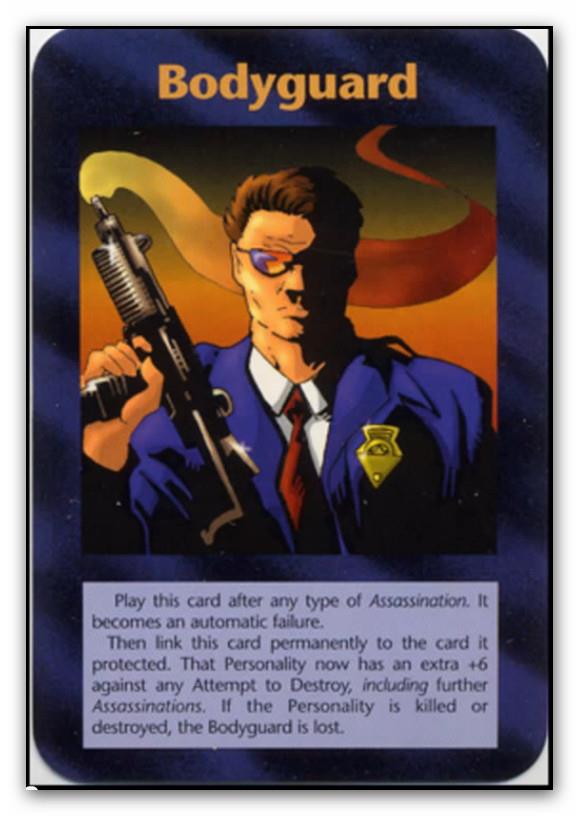 Bodyguard
Play this card after any type of Assassination. It
becomes an automatic failure.
Then link this card permanently to the card it
protected. That Personality now has an extra +6
against any Attempt to Destroy, including further
Assassinations. If the Personality is killed or
destroyed, the Bodyguard is lost.